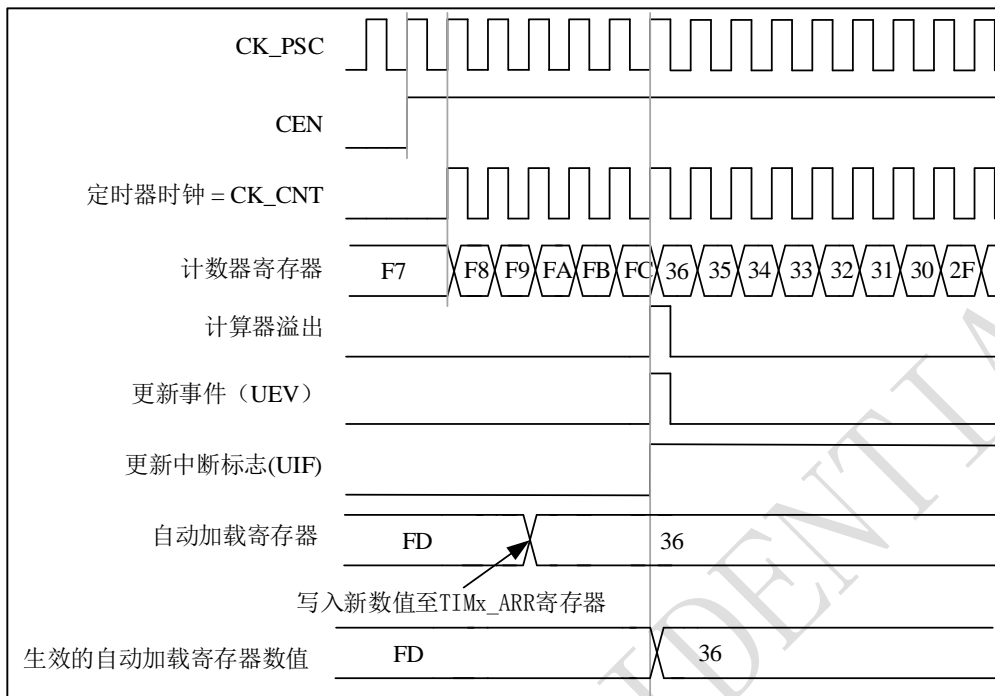 CK_PSC
CEN
定时器时钟 = CK_CNT
计数器寄存器 F7 F8 F9 FA FB FC 36 35 34 33 32 31 30 2F
计算器溢出
更新事件（UEV）
更新中断标志(UIF)
自动加载寄存器 FD 36
写入新数值至TIMx_ARR寄存器
生效的自动加载寄存器数值 FD 36
IDENTIA